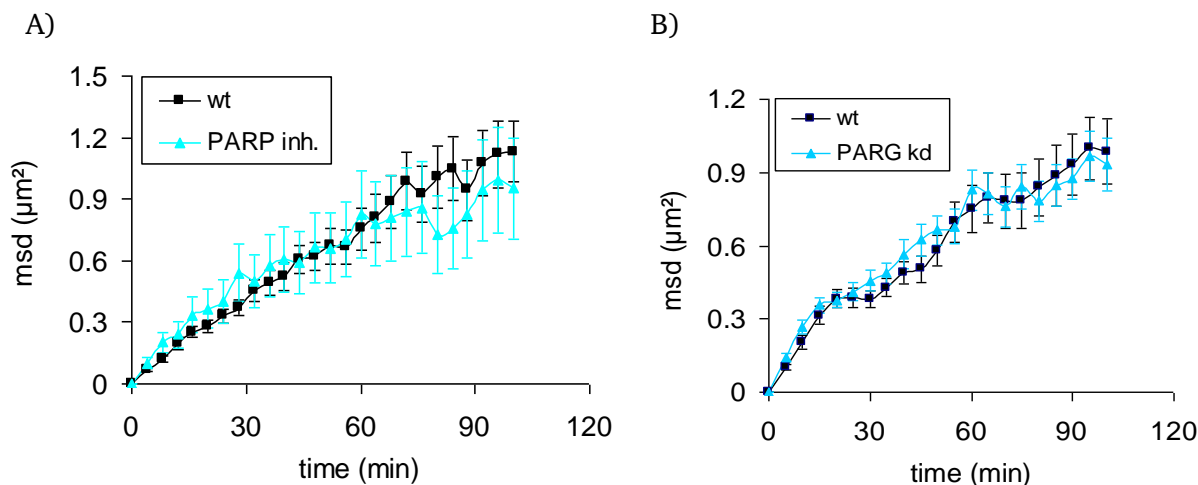 A)
1.5
1.2
0.9
0.6
0.3
0
msd (µm²)
wt
PARP inh.
0 30 60 90 120
time (min)
B)
1.2
0.9
0.6
0.3
0
msd (µm²)
wt
PARG kd
0 30 60 90 120
time (min)